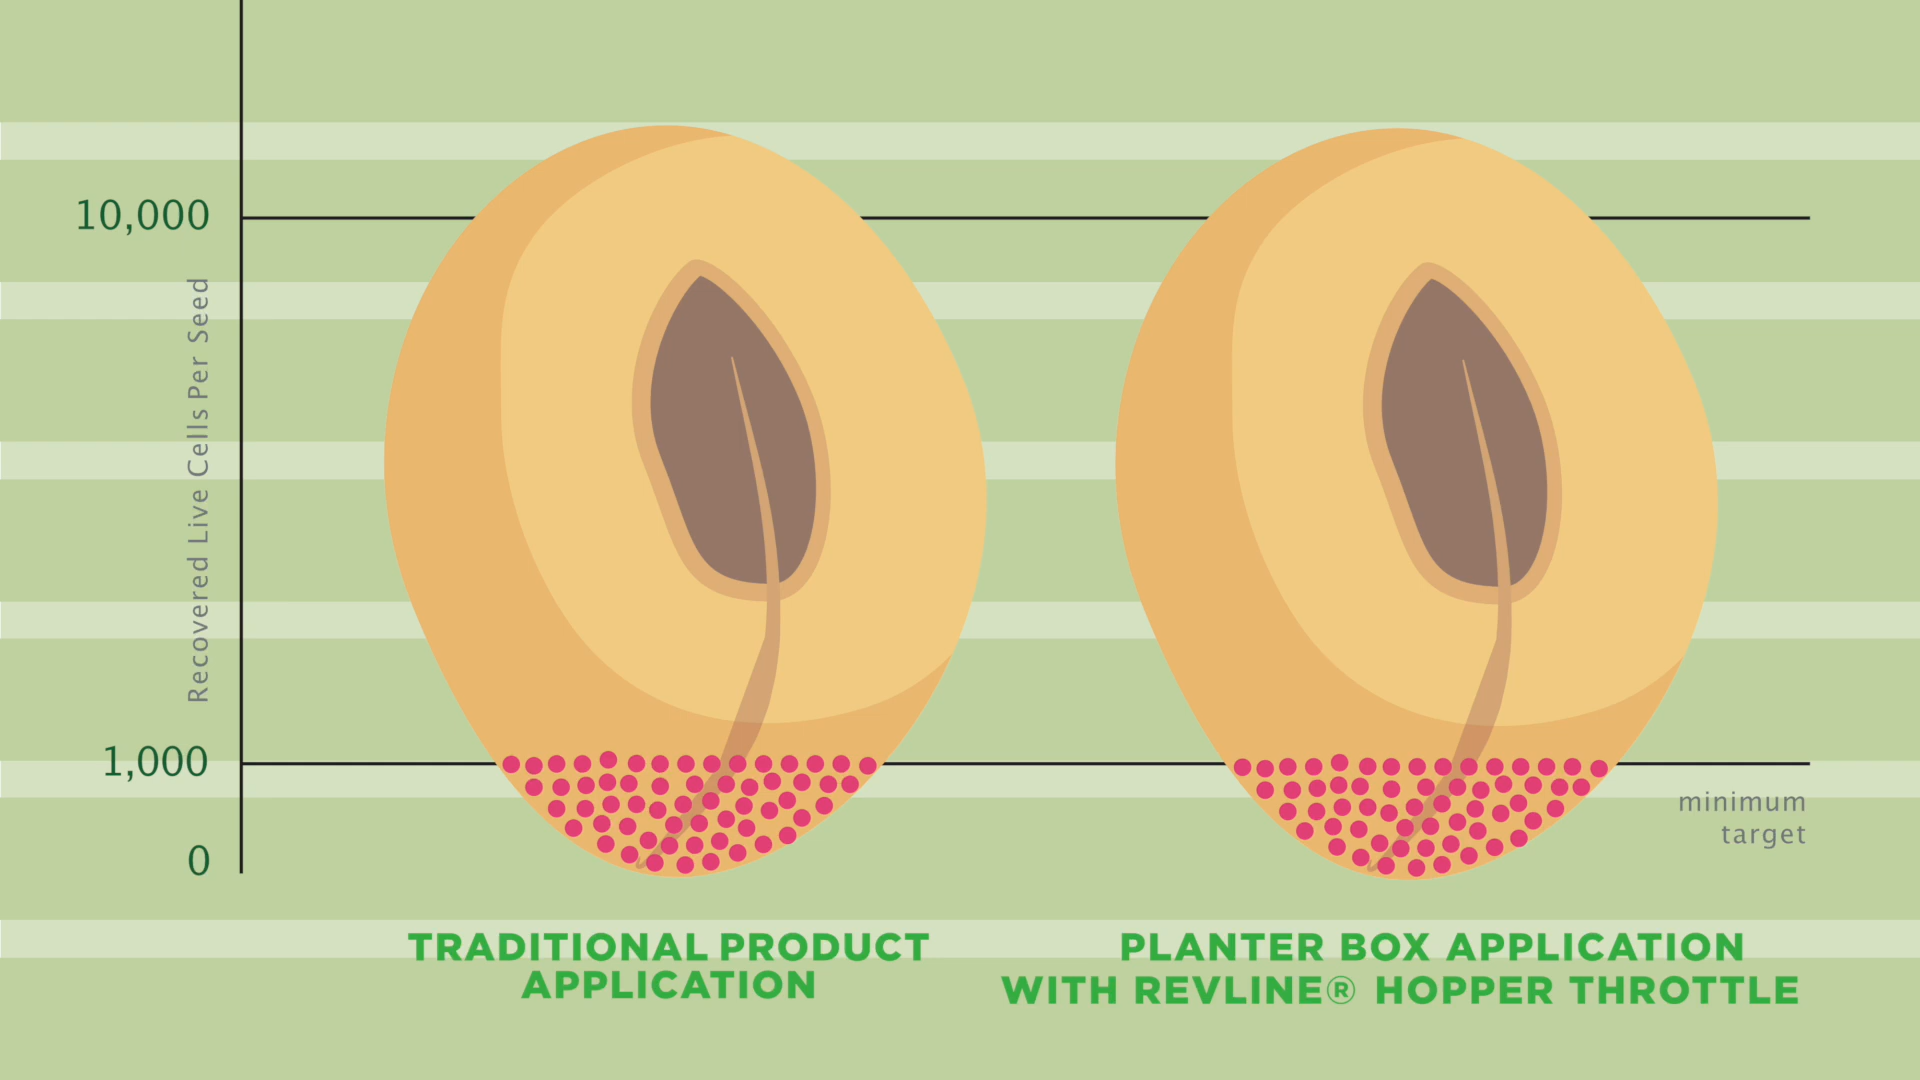 10,000
Recovered Live Cells Per Seed
1,000
minimum
target
0
TRADITIONAL PRODUCT
APPLICATION
PLANTER BOX APPLICATION
WITH REVLINE® HOPPER THROTTLE